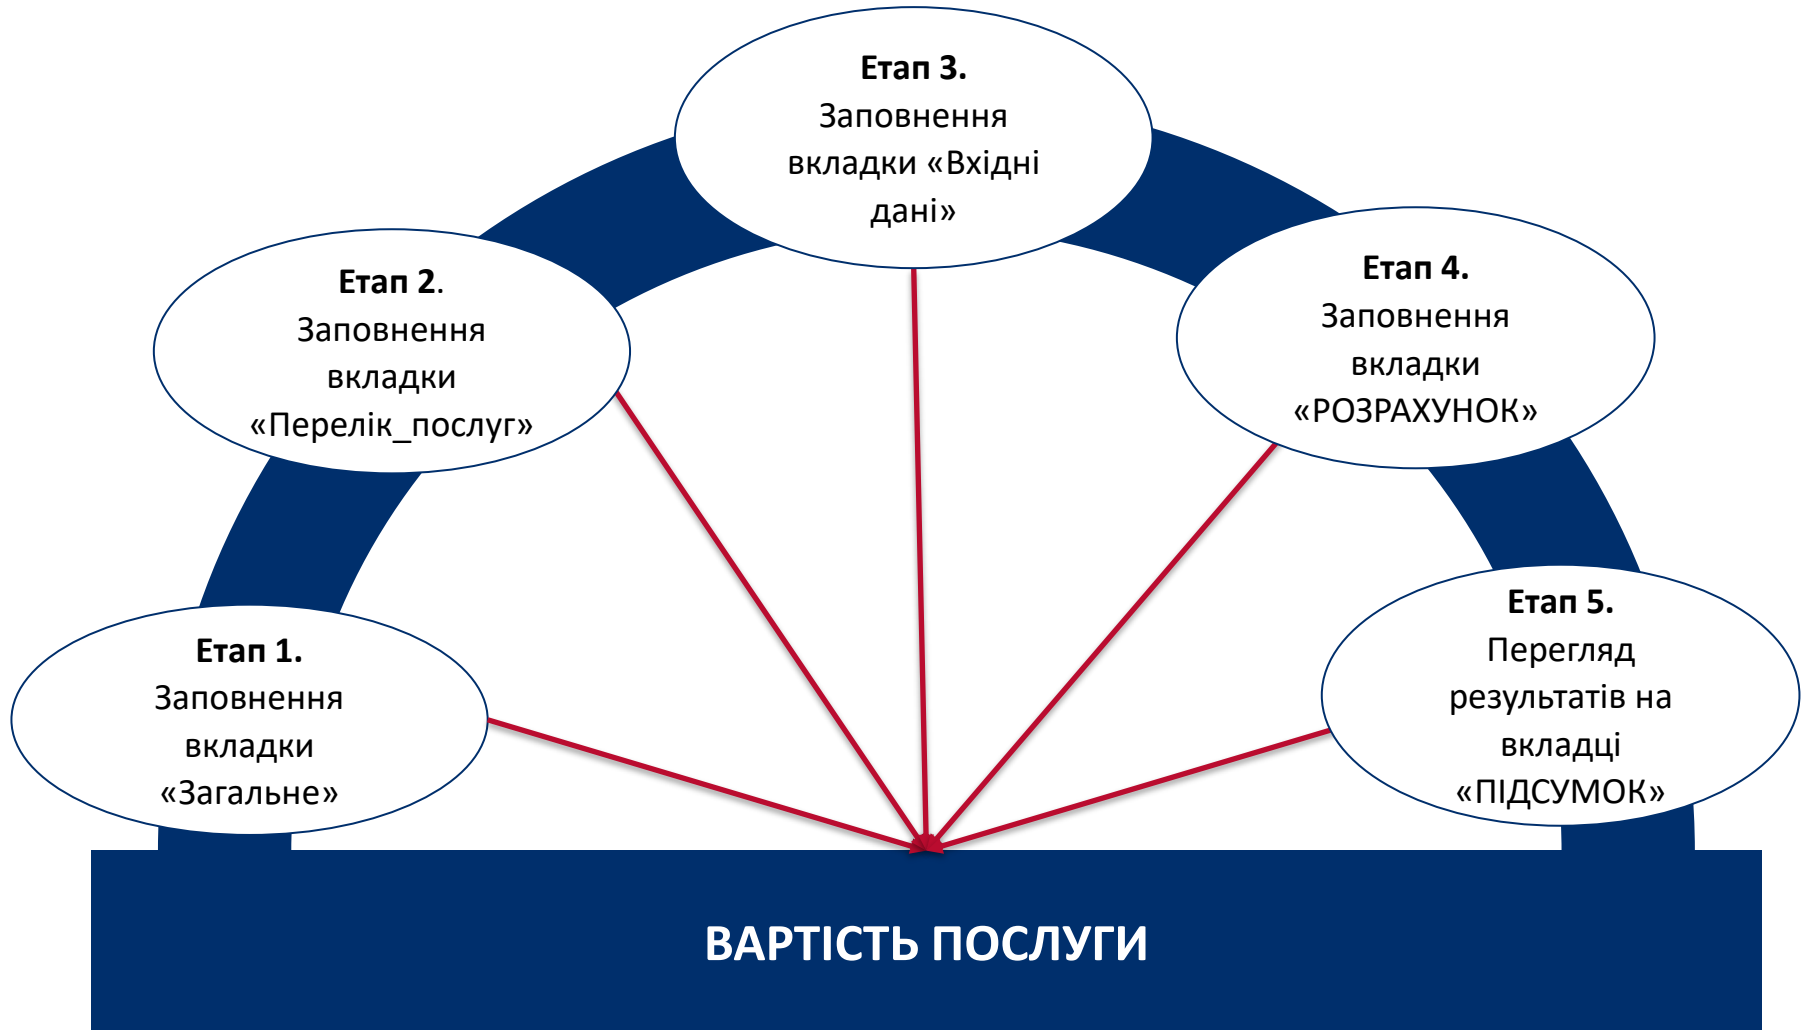 Етап 1.
Заповнення
вкладки
«Загальне»
Етап 2.
Заповнення
вкладки
«Перелік_послуг»
Етап 3.
Заповнення
вкладки «Вхідні
дані»
Етап 4.
Заповнення
вкладки
«РОЗРАХУНОК»
Етап 5.
Перегляд
результатів на
вкладці
«ПІДСУМОК»
ВАРТІСТЬ ПОСЛУГИ